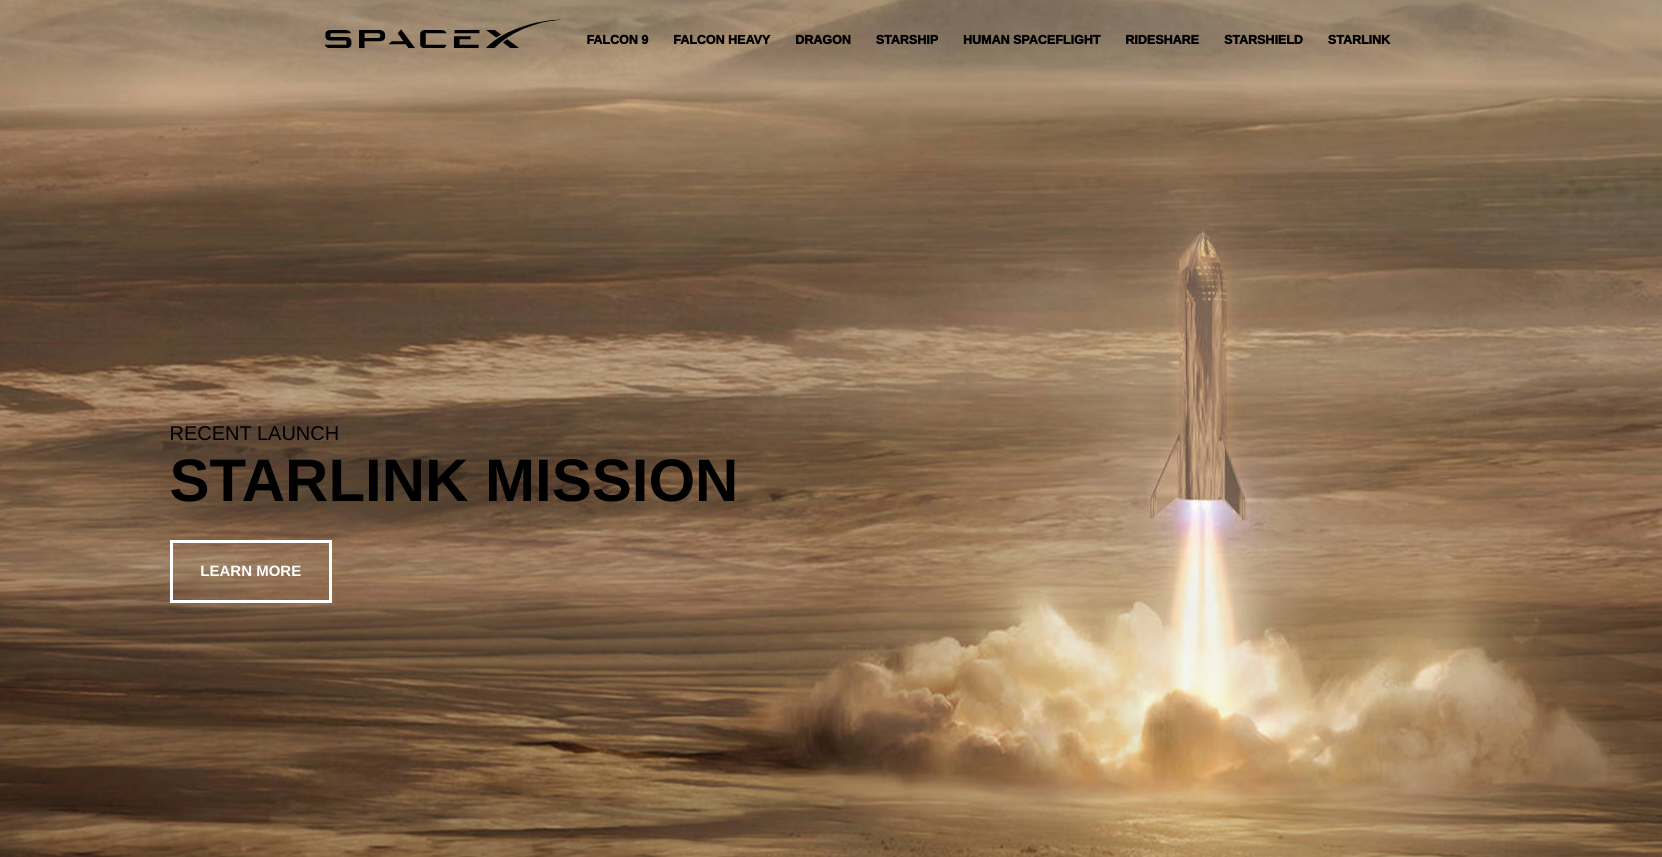 SPACEX FALCON 9 FALCON HEAVY DRAGON STARSHIP HUMAN SPACEFLIGHT RIDESHARE STARSHIELD STARLINK
RECENT LAUNCH
STARLINK MISSION
LEARN MORE